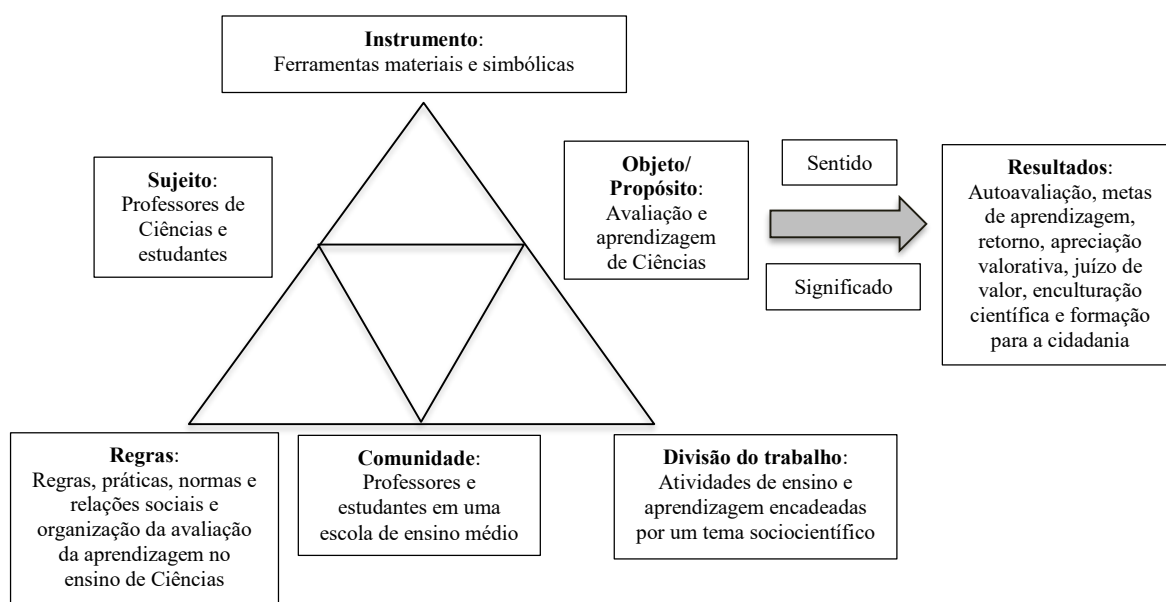 Instrumento:
Ferramentas materiais e simbólicas
Sujeito:
Professores de
Ciências e
estudantes
Objeto/
Propósito:
Avaliação e
aprendizagem
de Ciências
Sentido
Significado
Resultados:
Autoavaliação, metas
de aprendizagem,
retorno, apreciação
valorativa, juízo de
valor, enculturação
científica e formação
para a cidadania
Regras:
Regras, práticas, normas e
relações sociais e
organização da avaliação
da aprendizagem no
ensino de Ciências
Comunidade:
Professores e
estudantes em uma
escola de ensino médio
Divisão do trabalho:
Atividades de ensino e
aprendizagem encadeadas
por um tema sociocientífico